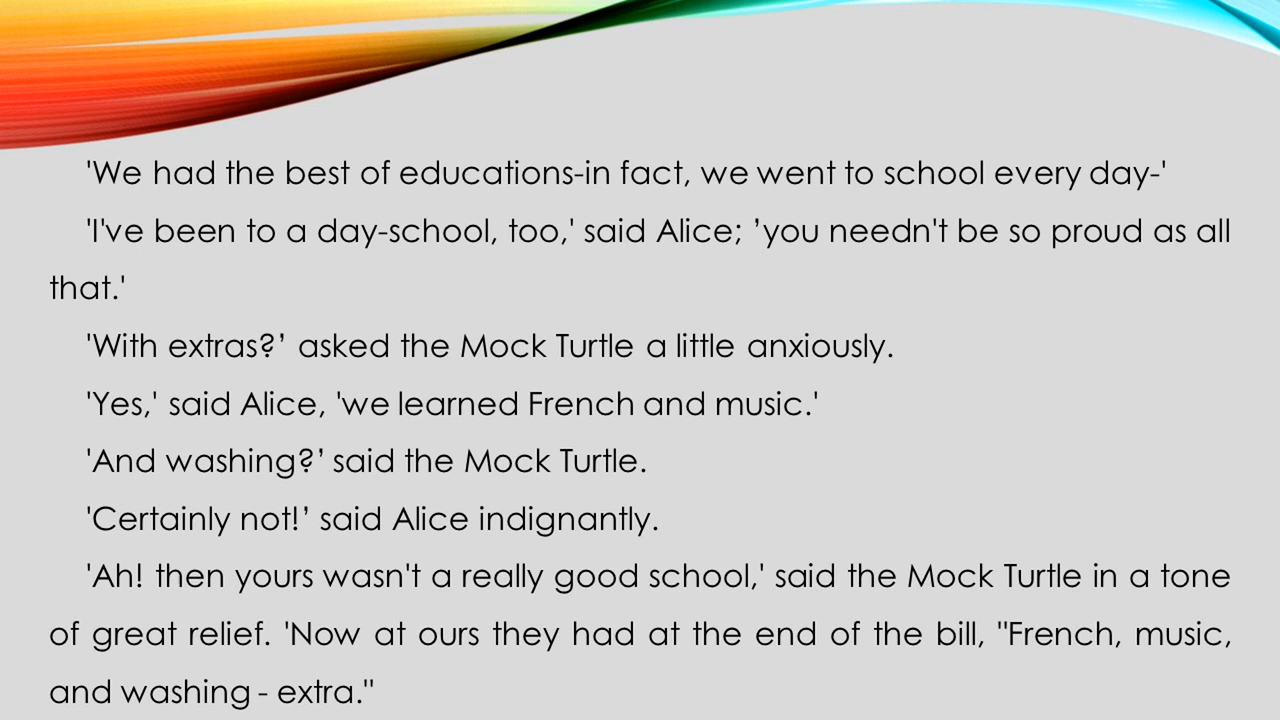 'We had the best of educations-in fact, we went to school every day-'
'I've been to a day-school, too,' said Alice; ’you needn't be so proud as all
that.'
'With extras?’ asked the Mock Turtle a little anxiously.
'Yes,' said Alice, 'we learned French and music.'
'And washing?’ said the Mock Turtle.
'Certainly not!’ said Alice indignantly.
'Ah! then yours wasn't a really good school,' said the Mock Turtle in a tone
of great relief. 'Now at ours they had at the end of the bill, "French, music,
and washing - extra."